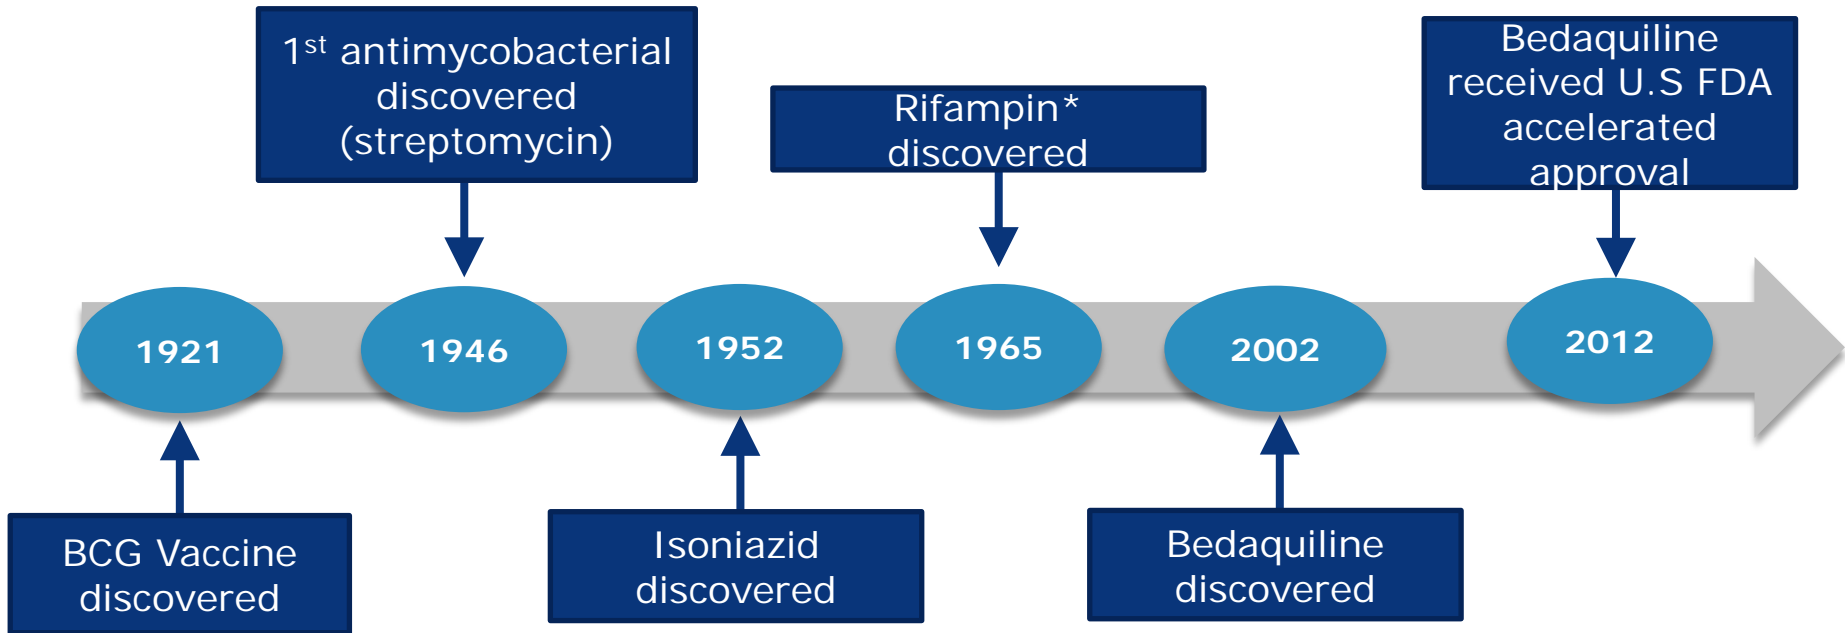 1st antimycobacterial
discovered
(streptomycin)
Rifampin*
discovered
Bedaquiline
received U.S FDA
accelerated
approval
1921
1946
1952
1965
2002
2012
BCG Vaccine
discovered
Isoniazid
discovered
Bedaquiline
discovered